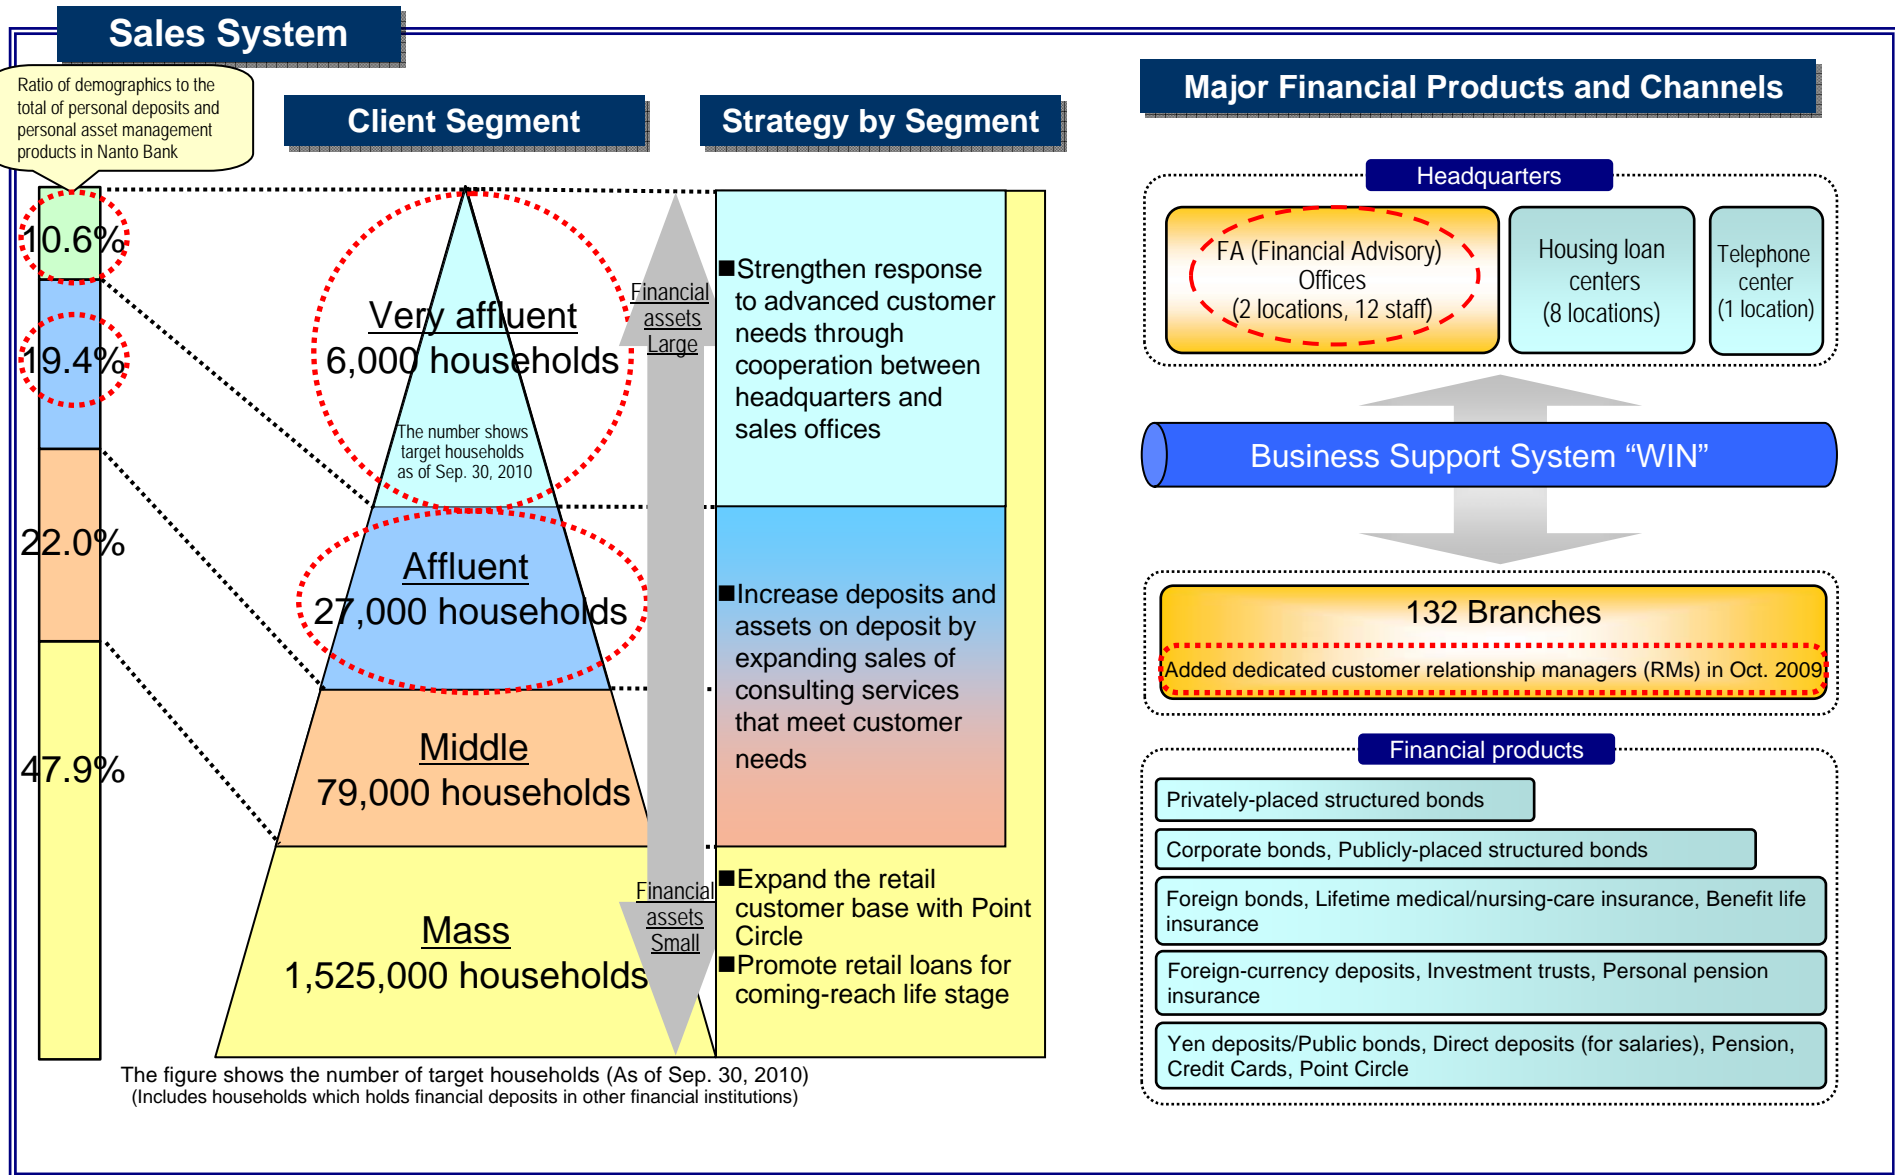 Sales System
Ratio of demographics to the
total of personal deposits and
personal asset management
products in Nanto Bank
Client Segment
Strategy by Segment
Major Financial Products and Channels
10.6%
19.4%
22.0%
47.9%
Very affluent
6,000 households
The number shows
target households
as of Sep. 30, 2010
Affluent
27,000 households
Middle
79,000 households
Mass
1,525,000 households
Financial
assets
Large
Financial
assets
Small
■Strengthen response
to advanced customer
needs through
cooperation between
headquarters and
sales offices
■Increase deposits and
assets on deposit by
expanding sales of
consulting services
that meet customer
needs
■Expand the retail
customer base with Point
Circle
■Promote retail loans for
coming-reach life stage
The figure shows the number of target households (As of Sep. 30, 2010)
(Includes households which holds financial deposits in other financial institutions)
Headquarters
FA (Financial Advisory)
Offices
(2 locations, 12 staff)
Housing loan
centers
(8 locations)
Telephone
center
(1 location)
Business Support System “WIN”
132 Branches
Added dedicated customer relationship managers (RMs) in Oct. 2009
Financial products
Privately-placed structured bonds
Corporate bonds, Publicly-placed structured bonds
Foreign bonds, Lifetime medical/nursing-care insurance, Benefit life
insurance
Foreign-currency deposits, Investment trusts, Personal pension
insurance
Yen deposits/Public bonds, Direct deposits (for salaries), Pension,
Credit Cards, Point Circle